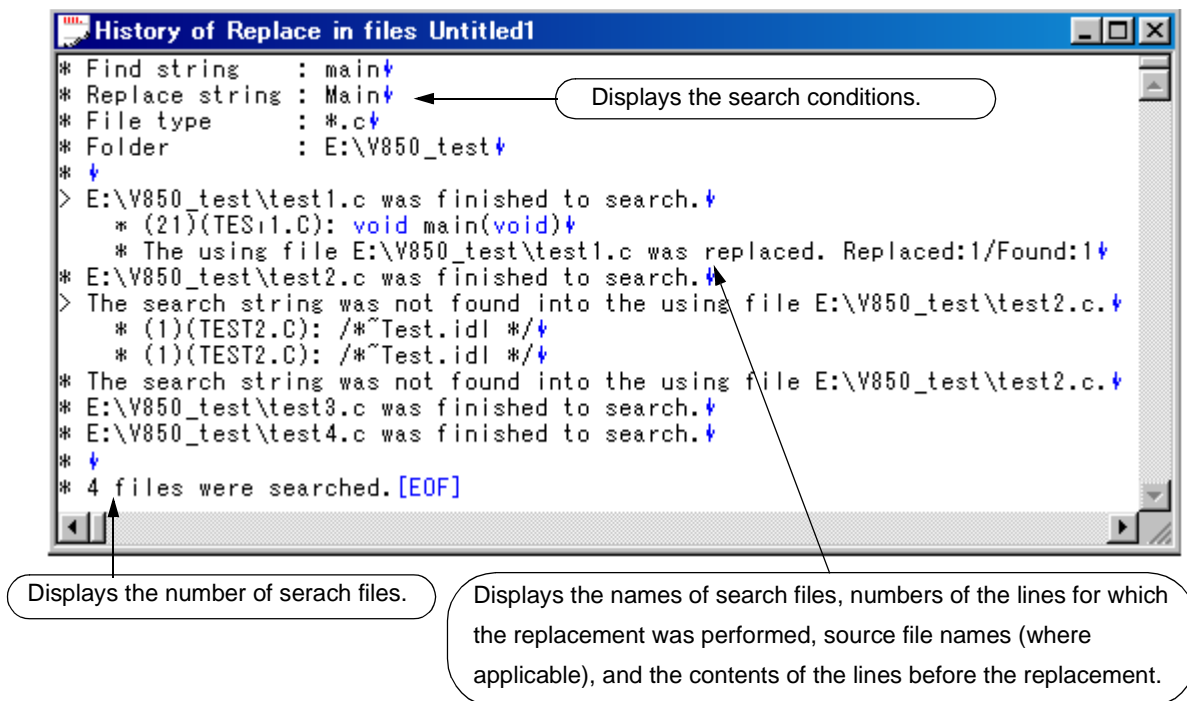 History of Replace in files Untitled1
* Find string : main
* Replace string : Main
Displays the search conditions.
* File type : *.c
* Folder : E:\V850_test
*
> E:\V850_test\test1.c was finished to search.
* (21)(TES11.C): void main(void)
* The using file E:\V850_test\test1.c was replaced. Replaced:1/Found:1
* E:\V850_test\test2.c was finished to search.
> The search string was not found into the using file E:\V850_test\test2.c.
* (1)(TEST2.C): /*~Test.idl */
* (1)(TEST2.C): /*~Test.idl */
* The search string was not found into the using file E:\V850_test\test2.c.
* E:\V850_test\test3.c was finished to search.
* E:\V850_test\test4.c was finished to search.
*
* 4 files were searched.[EOF]
Displays the number of serach files.
Displays the names of search files, numbers of the lines for which
the replacement was performed, source file names (where
applicable), and the contents of the lines before the replacement.